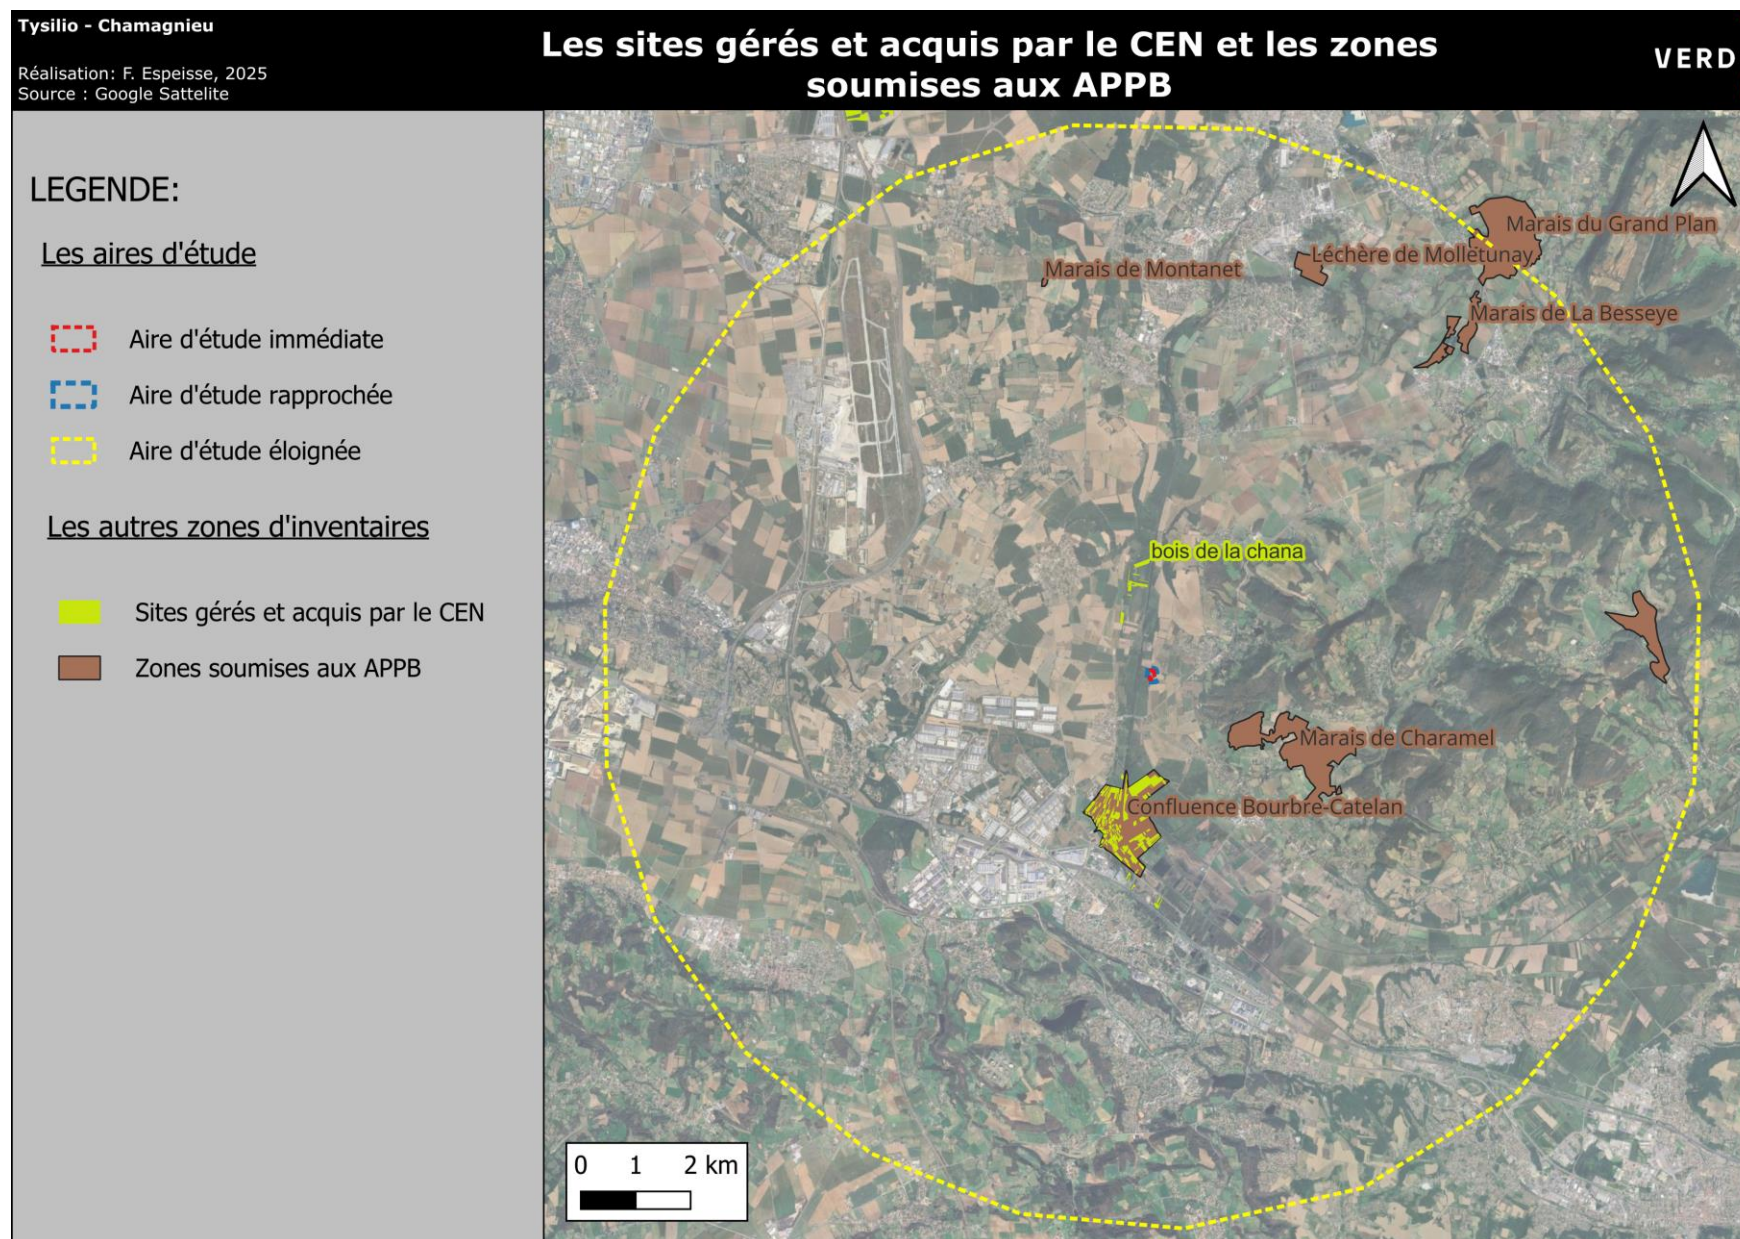 Tysilio - Chamagnieu
Réalisation: F. Espeisse, 2025
Source : Google Sattelite
Les sites gérés et acquis par le CEN et les zones
soumises aux APPB
VERD
LEGENDE:
Les aires d'étude
Aire d'étude immédiate
Aire d'étude rapprochée
Aire d'étude éloignée
Les autres zones d'inventaires
Sites gérés et acquis par le CEN
Zones soumises aux APPB
Marais du Grand Plan
Léchère de Molletunay
Marais de Montanet
Marais de La Besseye
bois de la chana
Marais de Charamel
Confluence Bourbre-Catelan
0 1 2 km